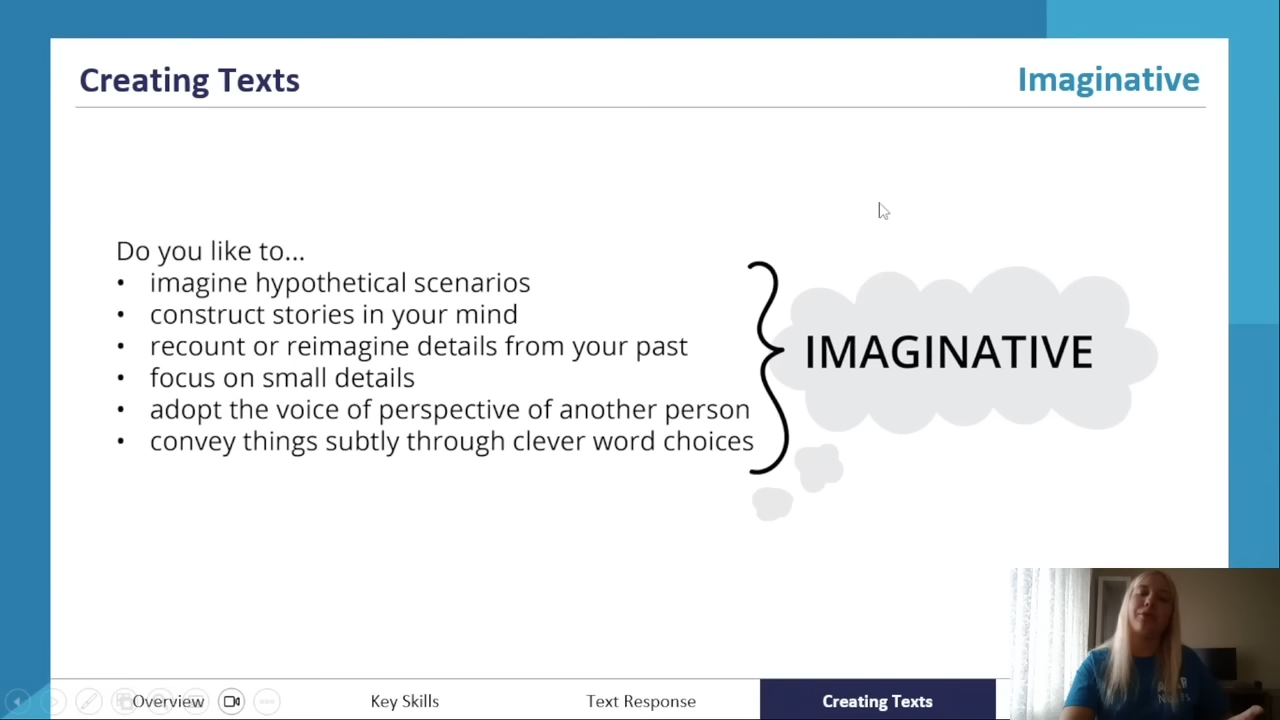 Creating Texts
Imaginative
Do you like to...
• imagine hypothetical scenarios
• construct stories in your mind
• recount or reimagine details from your past
• focus on small details
• adopt the voice of perspective of another person
• convey things subtly through clever word choices
IMAGINATIVE
Overview
Key Skills
Text Response
Creating Texts